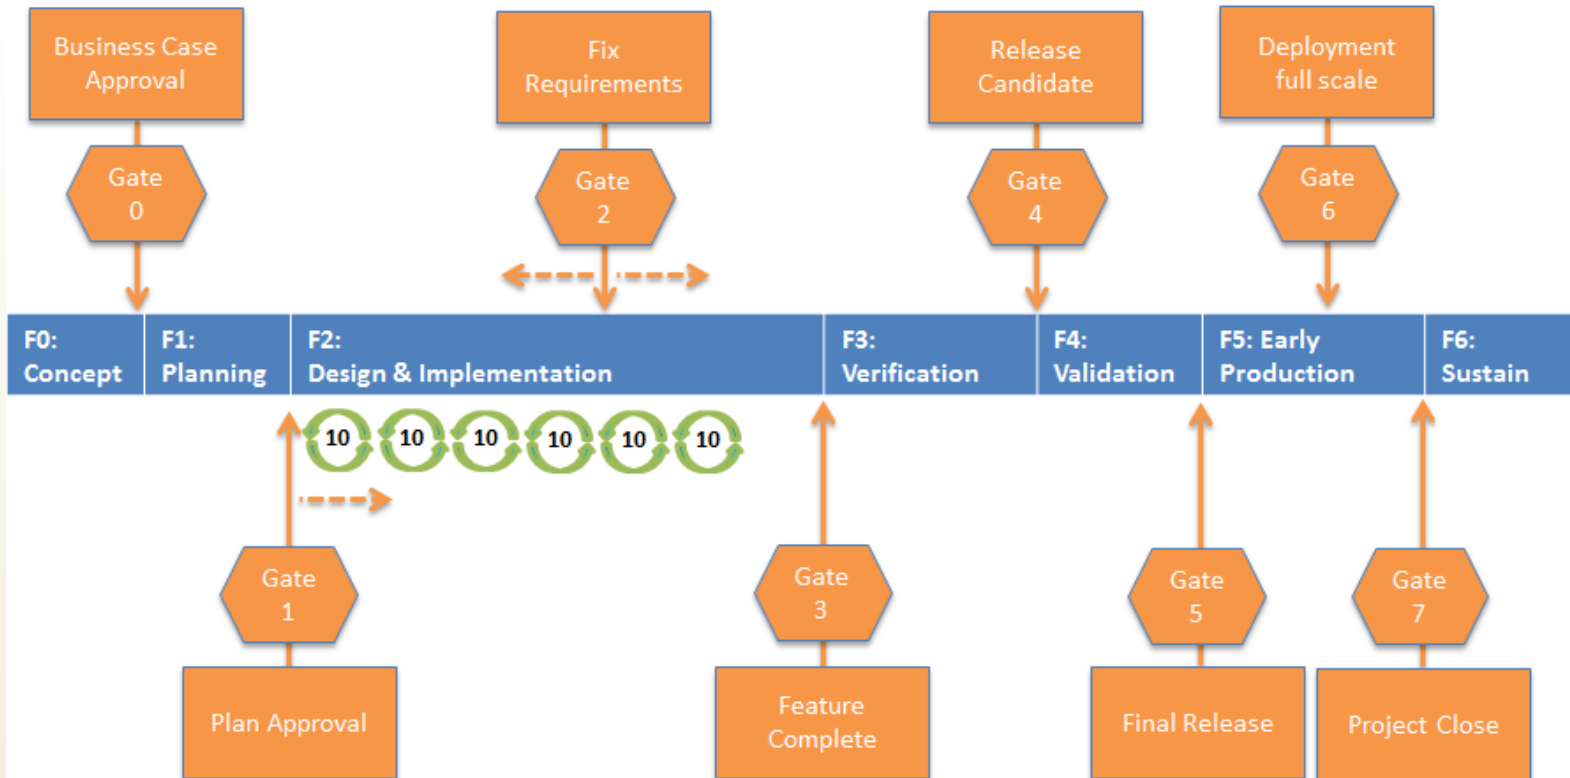 Business Case
Approval
Fix
Requirements
Release
Candidate
Deployment
full scale
Gate
0
Gate
2
Gate
4
Gate
6
F0:
Concept
F1:
Planning
F2:
Design & Implementation
F3:
Verification
F4:
Validation
F5: Early
Production
F6:
Sustain
10
10
10
10
10
10
Gate
1
Gate
3
Gate
5
Gate
7
Plan Approval
Feature
Complete
Final Release
Project Close